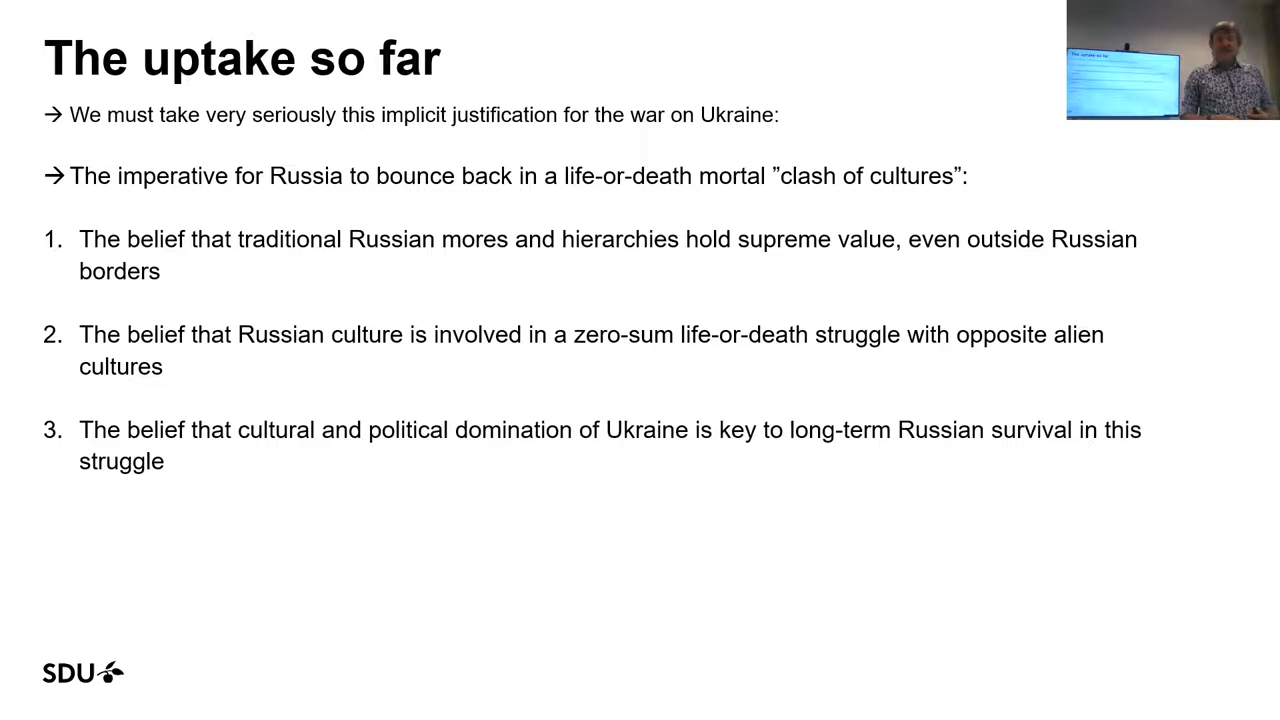 The uptake so far
→ We must take very seriously this implicit justification for the war on Ukraine:
→ The imperative for Russia to bounce back in a life-or-death mortal ”clash of cultures”:
1. The belief that traditional Russian mores and hierarchies hold supreme value, even outside Russian
borders
2. The belief that Russian culture is involved in a zero-sum life-or-death struggle with opposite alien
cultures
3. The belief that cultural and political domination of Ukraine is key to long-term Russian survival in this
struggle
SDU
The uptake so far